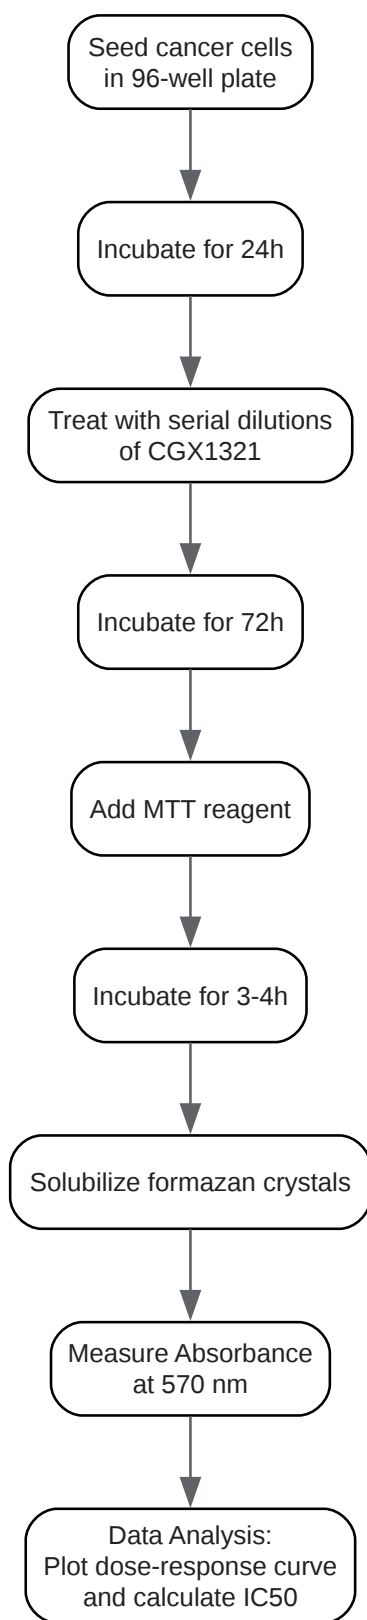 Seed cancer cells
in 96-well plate
Incubate for 24h
Treat with serial dilutions
of CGX1321
Incubate for 72h
Add MTT reagent
Incubate for 3-4h
Solubilize formazan crystals
Measure Absorbance
at 570 nm
Data Analysis:
Plot dose-response curve
and calculate IC50